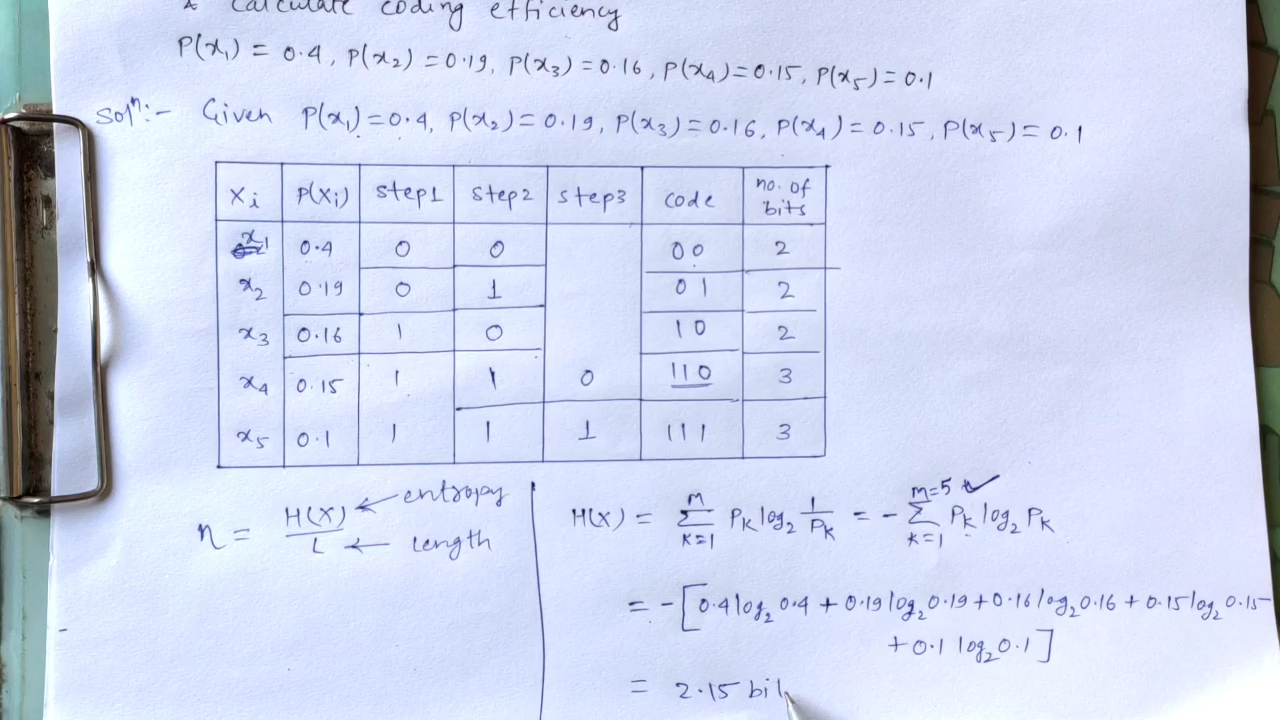 & Calculate coding efficiency
P(x₁) = 0.4, P(x₂) = 0.19, P(x₃) = 0.16, P(x₄) = 0.15, P(x₅) = 0.1
Solⁿ:- Given P(x₁) = 0.4, P(x₂) = 0.19, P(x₃) = 0.16, P(x₄) = 0.15, P(x₅) = 0.1
Xi P(Xi) step1 step2 step3 code no. of bits
x1 0.4 0 0 00 2
x₂ 0.19 0 1 01 2
x₃ 0.16 1 0 10 2
x₄ 0.15 1 1 0 110 3
x₅ 0.1 1 1 1 111 3
η = H(X)/L ← entropy ← length
H(X) = M Σ K=1 PK log₂ 1/PK = - M=5 Σ K=1 PK log₂ PK
= -[0.4 log₂ 0.4 + 0.19 log₂ 0.19 + 0.16 log₂ 0.16 + 0.15 log₂ 0.15
+ 0.1 log₂ 0.1]
= 2.15 bit